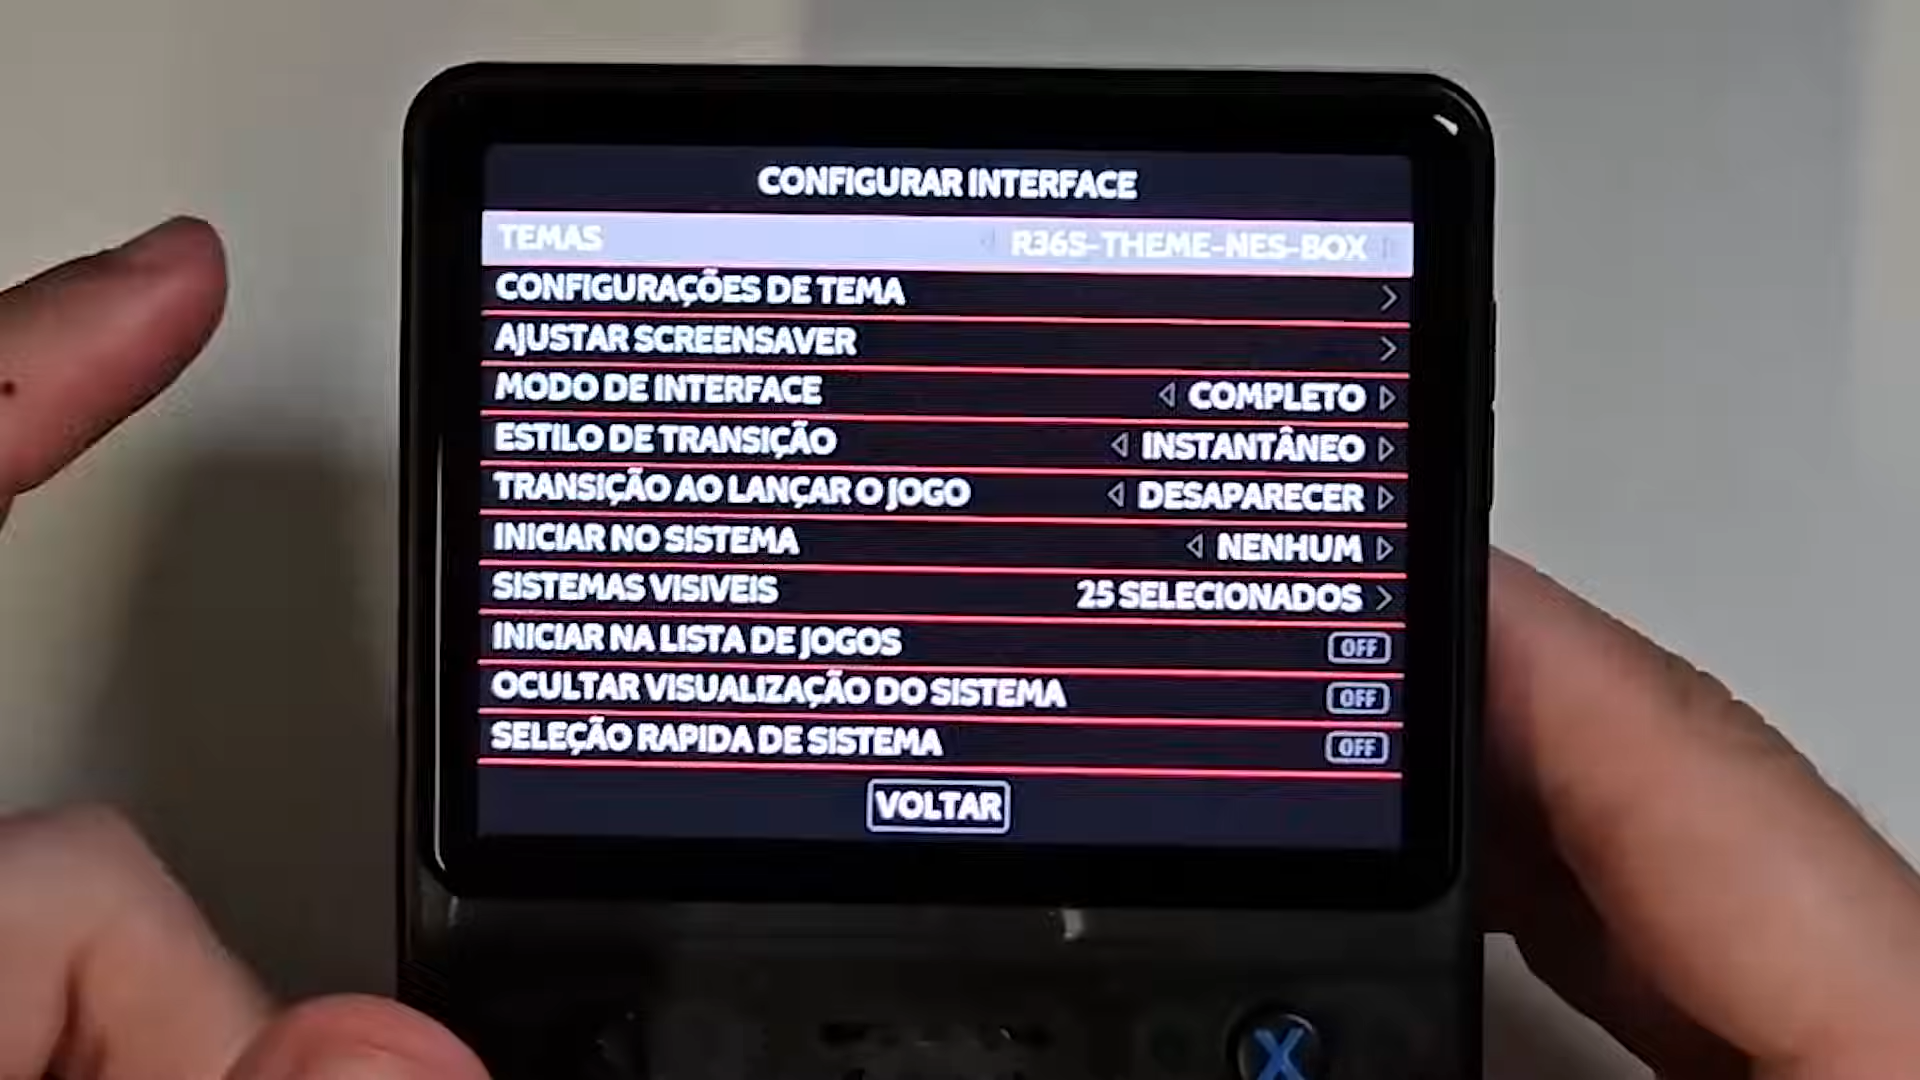 CONFIGURAR INTERFACE
TEMAS R36S-THEME-NES-BOX
CONFIGURAÇÕES DE TEMA
AJUSTAR SCREENSAVER
MODO DE INTERFACE COMPLETO
ESTILO DE TRANSIÇÃO INSTANTÂNEO
TRANSIÇÃO AO LANÇAR O JOGO DESAPARECER
INICIAR NO SISTEMA NENHUM
SISTEMAS VISIVEIS 25 SELECIONADOS
INICIAR NA LISTA DE JOGOS OFF
OCULTAR VISUALIZAÇÃO DO SISTEMA OFF
SELEÇÃO RAPIDA DE SISTEMA OFF
VOLTAR
X